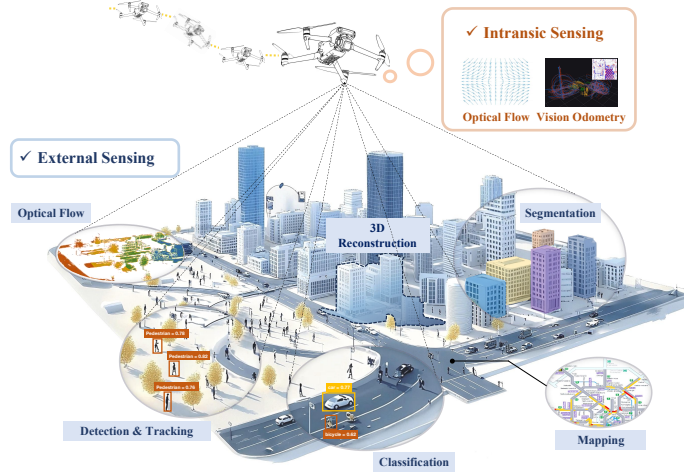 ✓ Intransic Sensing
Optical Flow
Vision Odometry
✓ External Sensing
Optical Flow
Segmentation
3D
Reconstruction
Pedestrian = 0.78
Pedestrian = 0.82
Pedestrian = 0.76
car = 0.77
bicycle = 0.62
Detection & Tracking
Classification
Mapping